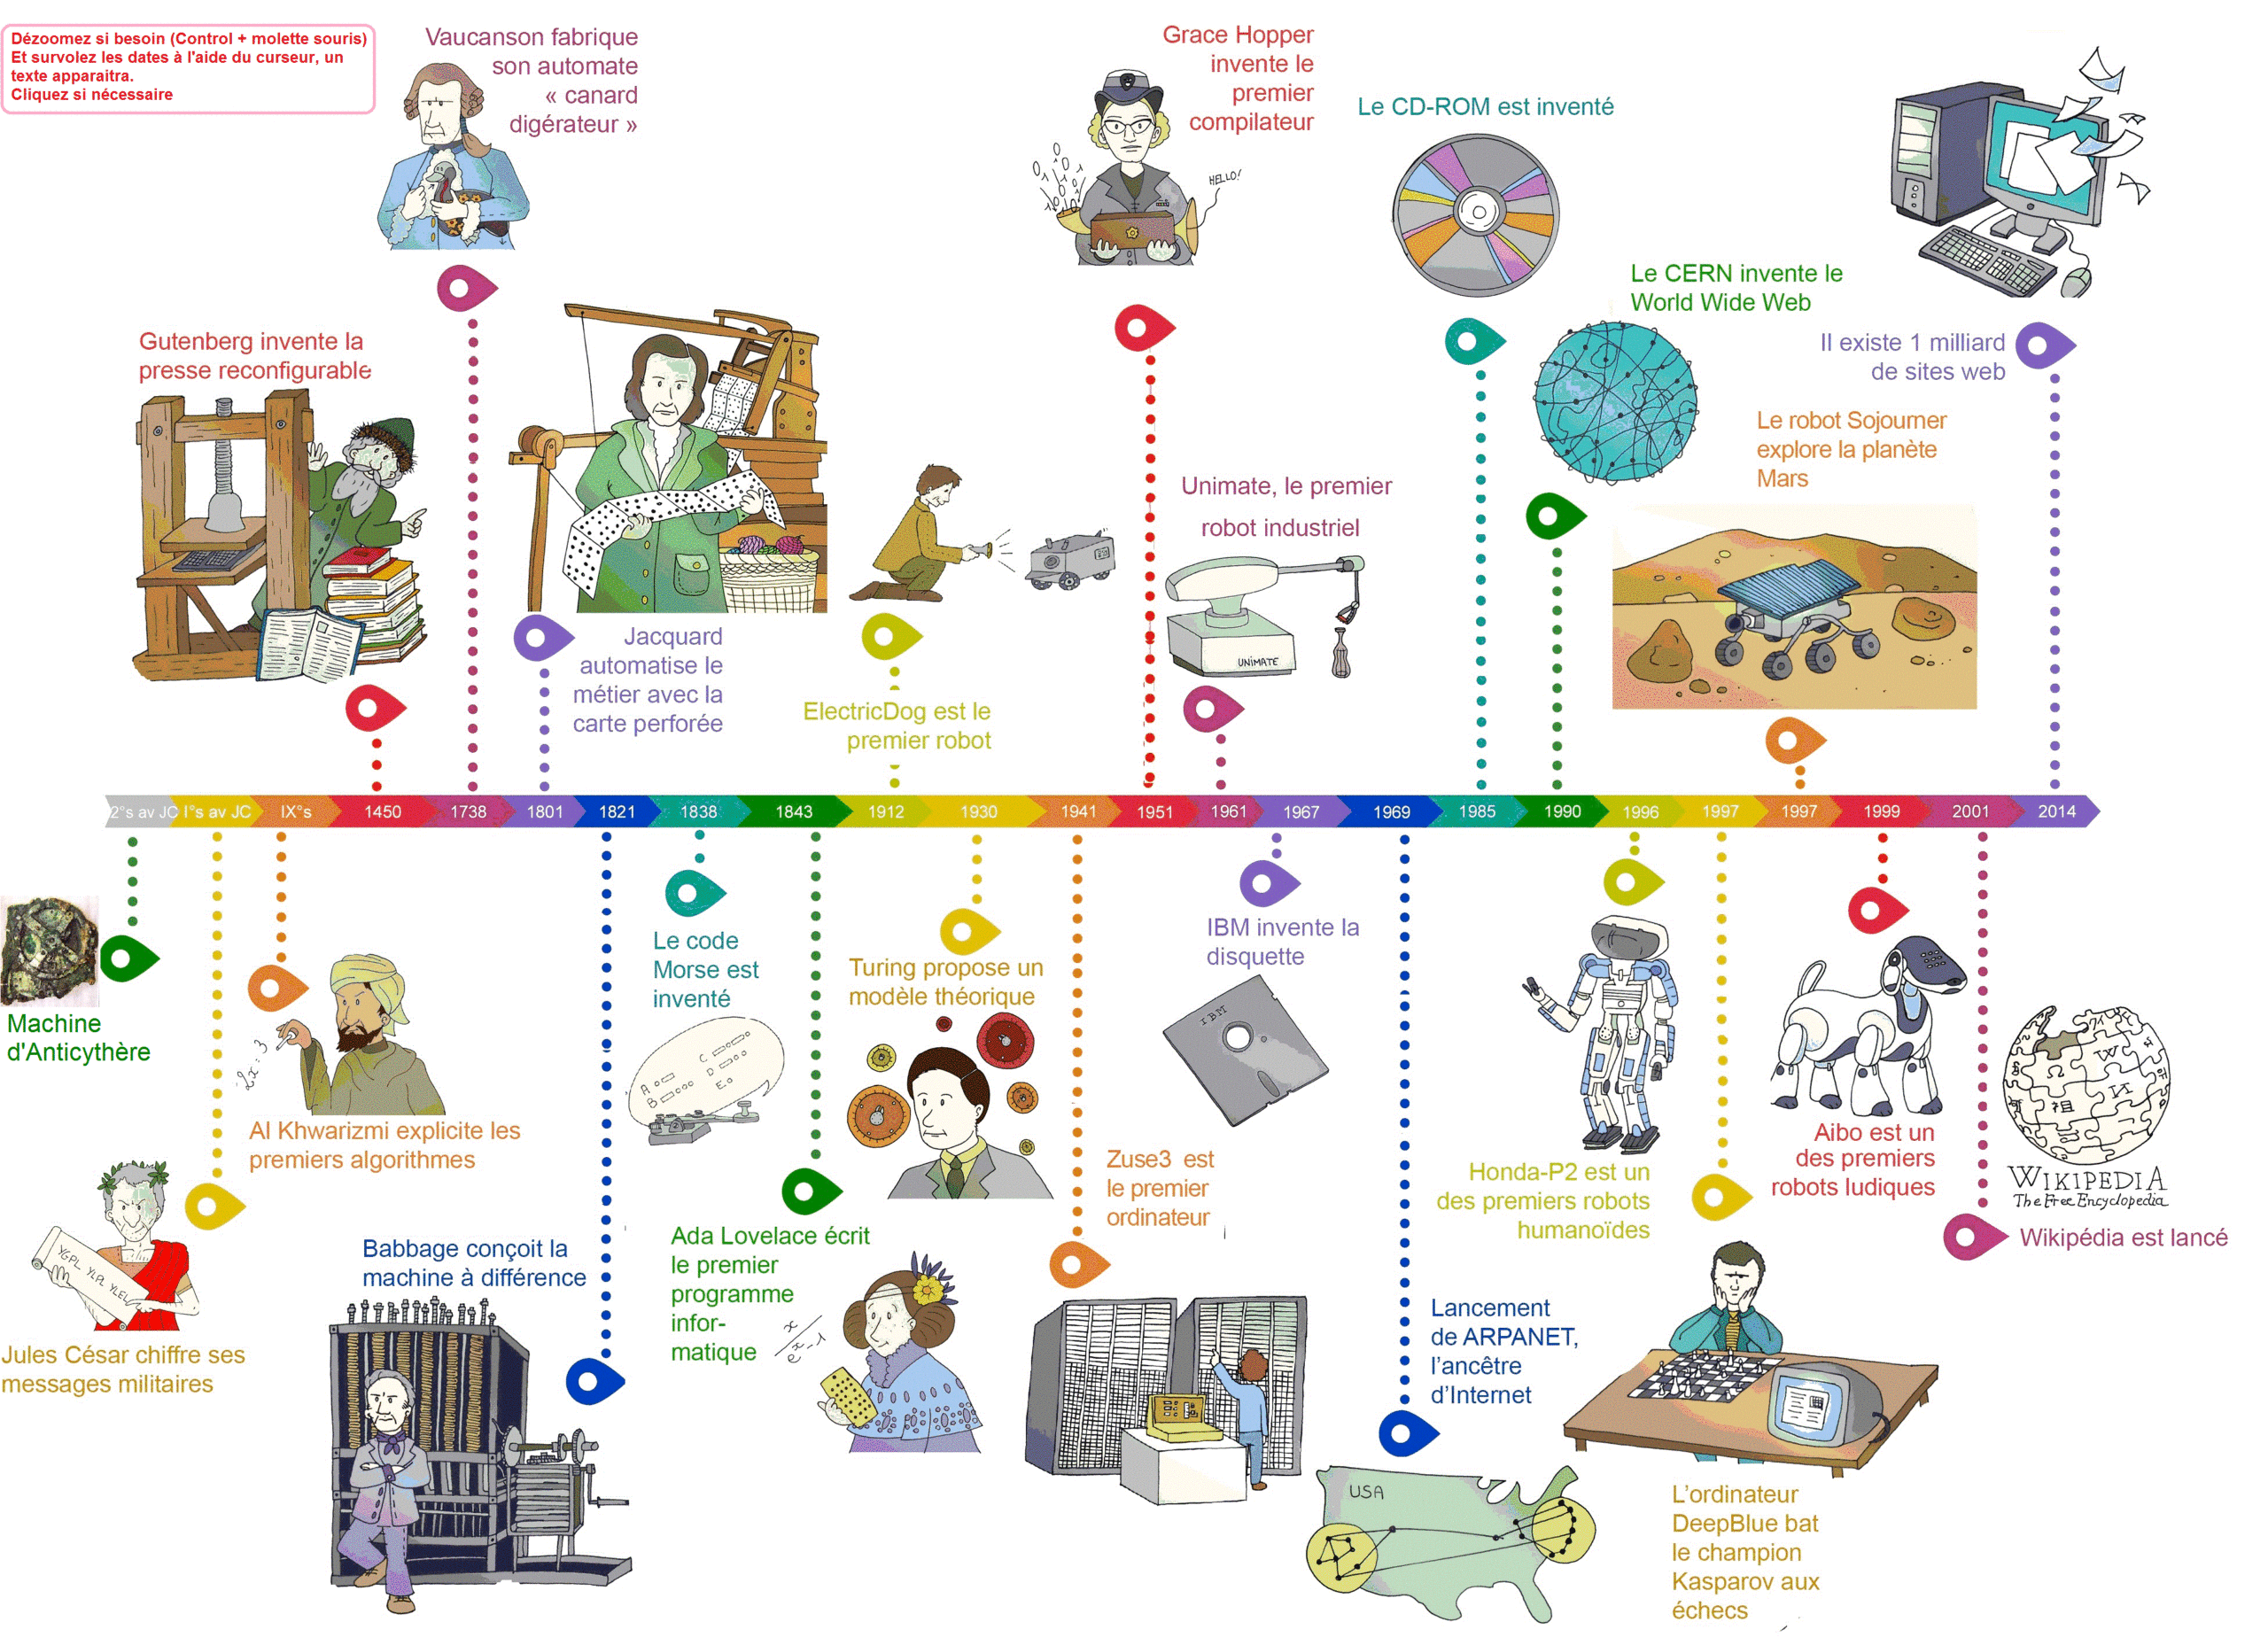 Dézoomez si besoin (Control + molette souris)
Et survolez les dates à l'aide du curseur, un
texte apparaitra.
Cliquez si nécessaire
Vaucanson fabrique
son automate
« canard
digérateur »
Grace Hopper
invente le
premier
compilateur
HELLO!
Le CD-ROM est inventé
Le CERN invente le
World Wide Web
Il existe 1 milliard
de sites web
Gutenberg invente la
presse reconfigurable
Le robot Sojourner
explore la planète
Mars
Unimate, le premier
robot industriel
UNIMATE
Jacquard
automatise le
métier avec la
carte perforée
ElectricDog est le
premier robot
2°s av JC
I°s av JC
IX°s
1450
1738
1801
1821
1838
1843
1912
1930
1941
1951
1961
1967
1969
1985
1990
1996
1997
1997
1999
2001
2014
Machine
d'Anticythère
2x=3
Al Khwarizmi explicite les
premiers algorithmes
Le code
Morse est
inventé
A
B
C
D
E
Turing propose un
modèle théorique
IBM invente la
disquette
IBM
Zuse3 est
le premier
ordinateur
Honda-P2 est un
des premiers robots
humanoïdes
Aibo est un
des premiers
robots ludiques
WIKIPEDIA
The Free Encyclopedia
Wikipédia est lancé
YGPL YLPL YLEL
Jules César chiffre ses
messages militaires
Babbage conçoit la
machine à différence
Ada Lovelace écrit
le premier
programme
infor-
matique
x
e^x-1
Lancement
de ARPANET,
l'ancêtre
d'Internet
USA
L'ordinateur
DeepBlue bat
le champion
Kasparov aux
échecs